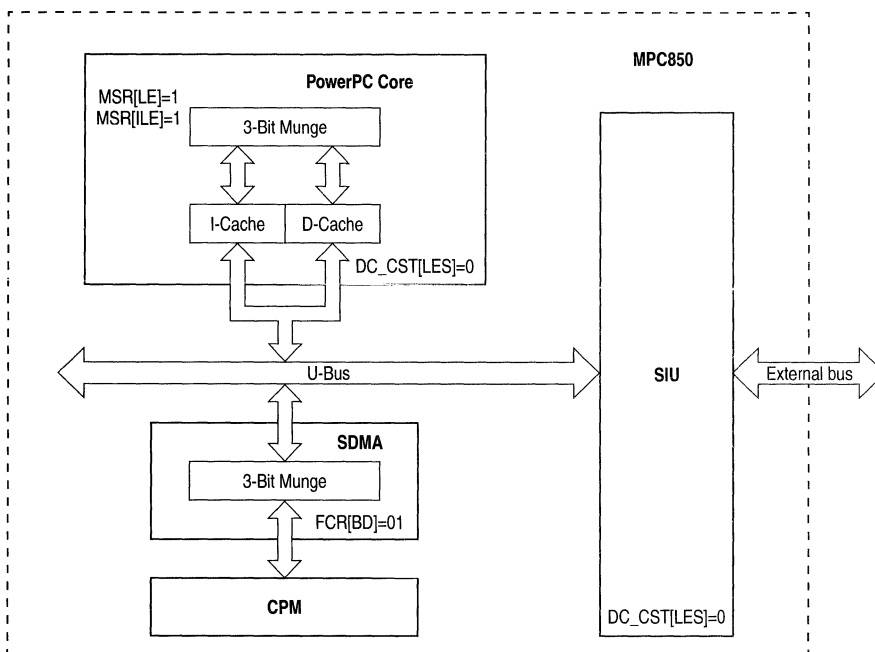 MPC850
PowerPC Core
MSR[LE]=1
MSR[ILE]=1
3-Bit Munge
I-Cache
D-Cache
DC_CST[LES]=0
U-Bus
SIU
External bus
SDMA
3-Bit Munge
FCR[BD]=01
CPM
DC_CST[LES]=0